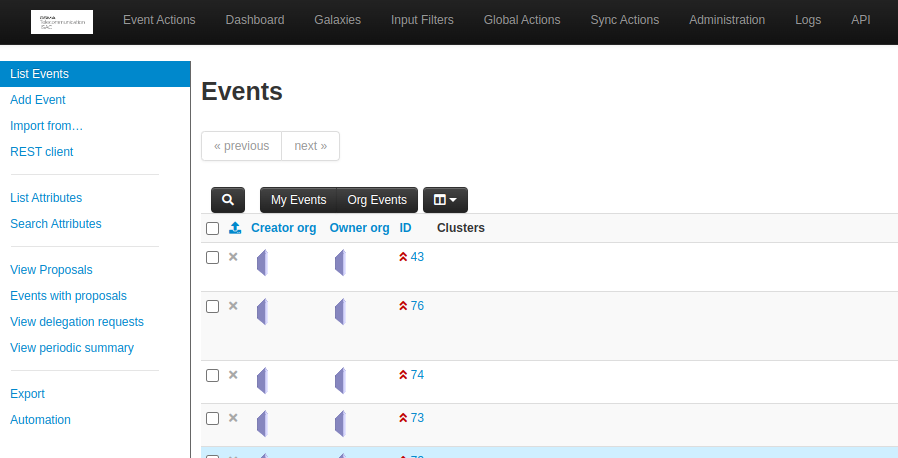 Telecommunication
ISAC
Event Actions Dashboard Galaxies Input Filters Global Actions Sync Actions Administration Logs API
List Events
Add Event
Import from…
REST client
List Attributes
Search Attributes
View Proposals
Events with proposals
View delegation requests
View periodic summary
Export
Automation
Events
« previous next »
My Events Org Events
Creator org Owner org ID Clusters
43
76
74
73